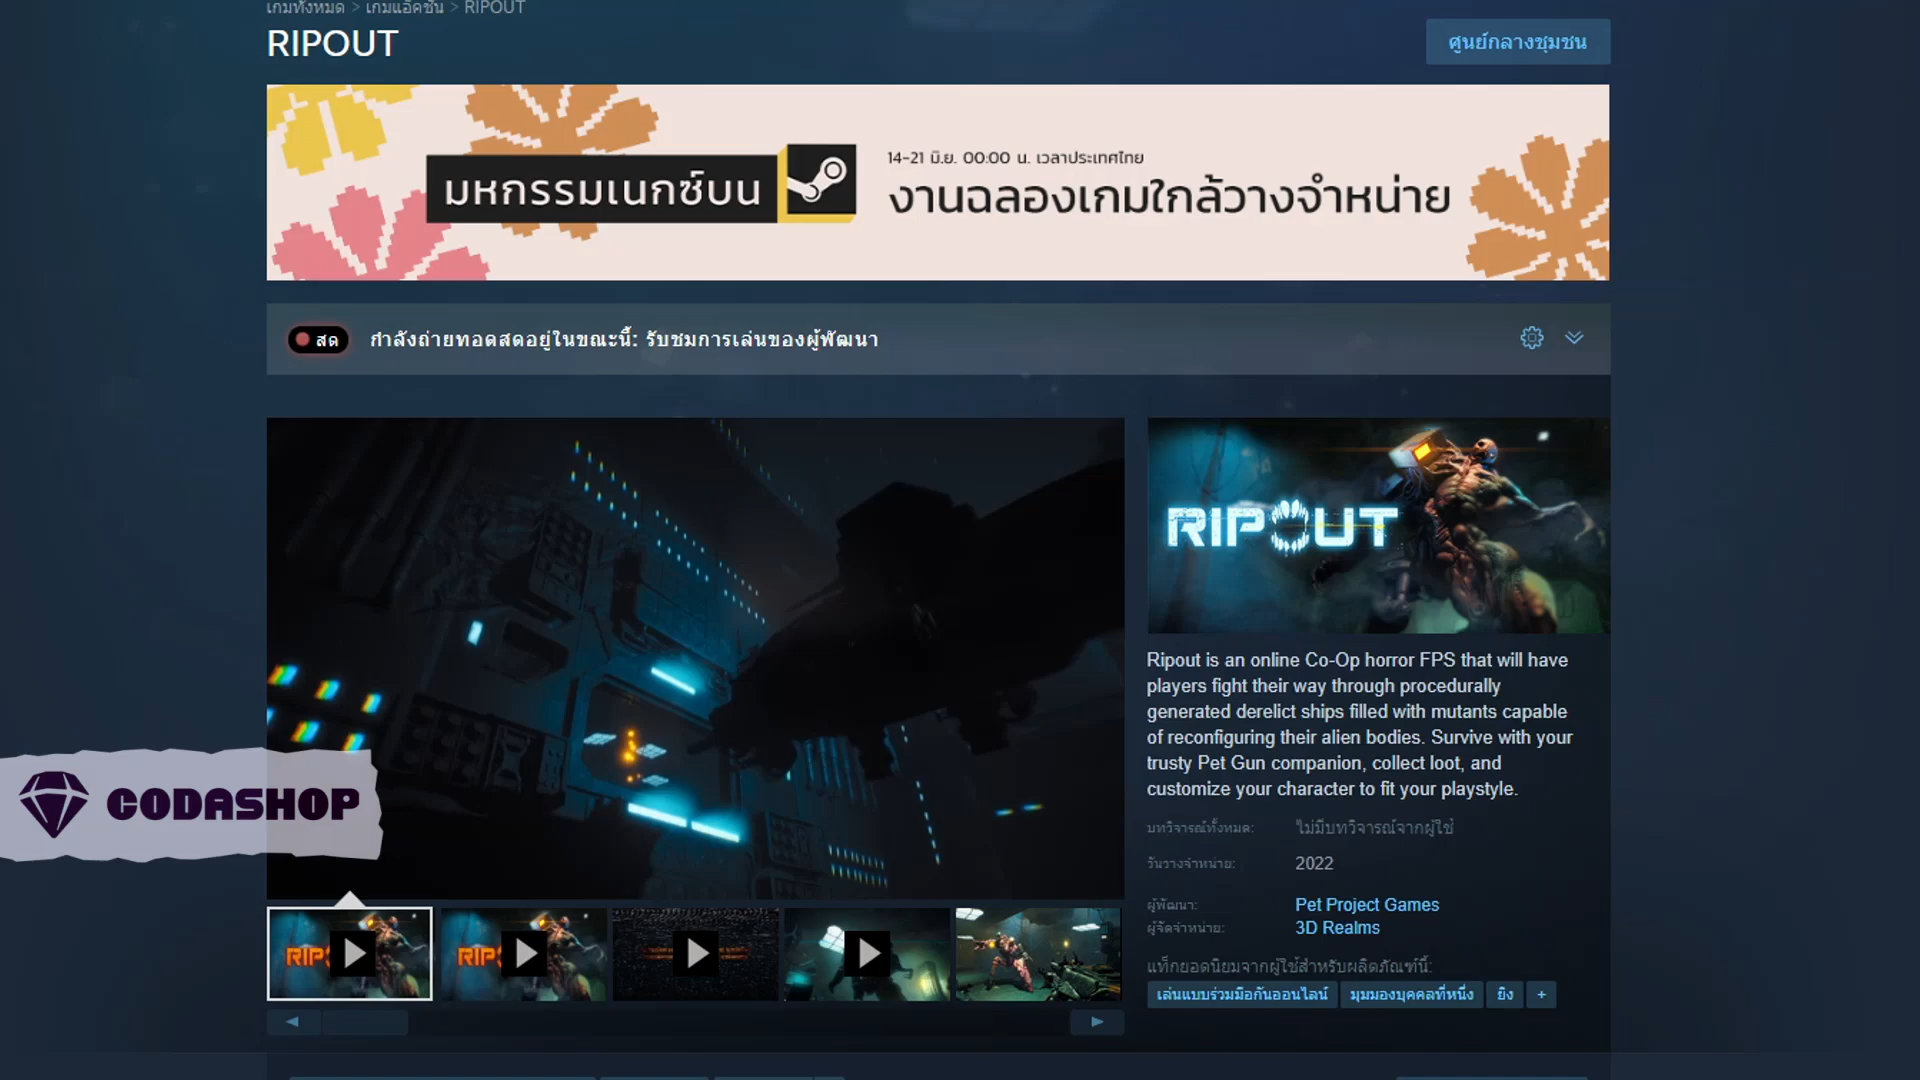 เกมทั้งหมด > เกมแอ็คชัน > RIPOUT
RIPOUT
ศูนย์กลางชุมชน
มหกรรมเนกซ์บน
14-21 มิ.ย. 00:00 น. เวลาประเทศไทย
งานฉลองเกมใกล้วางจำหน่าย
สด
กำลังถ่ายทอดสดอยู่ในขณะนี้: รับชมการเล่นของผู้พัฒนา
RIPOUT
Ripout is an online Co-Op horror FPS that will have
players fight their way through procedurally
generated derelict ships filled with mutants capable
of reconfiguring their alien bodies. Survive with your
trusty Pet Gun companion, collect loot, and
customize your character to fit your playstyle.
บทวิจารณ์ทั้งหมด: ไม่มีบทวิจารณ์จากผู้ใช้
วันวางจำหน่าย: 2022
ผู้พัฒนา: Pet Project Games
ผู้จัดจำหน่าย: 3D Realms
แท็กยอดนิยมจากผู้ใช้สำหรับผลิตภัณฑ์นี้:
เล่นแบบร่วมมือกันออนไลน์ มุมมองบุคคลที่หนึ่ง ยิง +
CODASHOP
RIP
RIP